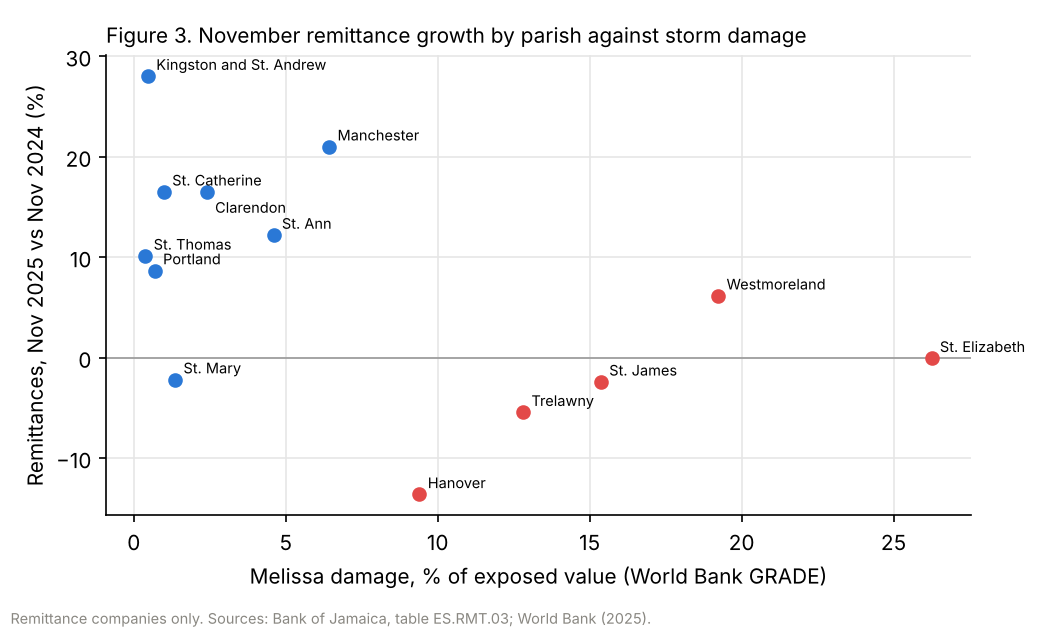 Figure 3. November remittance growth by parish against storm damage
Remittances, Nov 2025 vs Nov 2024 (%)
30
20
10
0
−10
Kingston and St. Andrew
Manchester
St. Catherine
Clarendon
St. Ann
St. Thomas
Portland
Westmoreland
St. Elizabeth
St. Mary
St. James
Trelawny
Hanover
0 5 10 15 20 25
Melissa damage, % of exposed value (World Bank GRADE)
Remittance companies only. Sources: Bank of Jamaica, table ES.RMT.03; World Bank (2025).